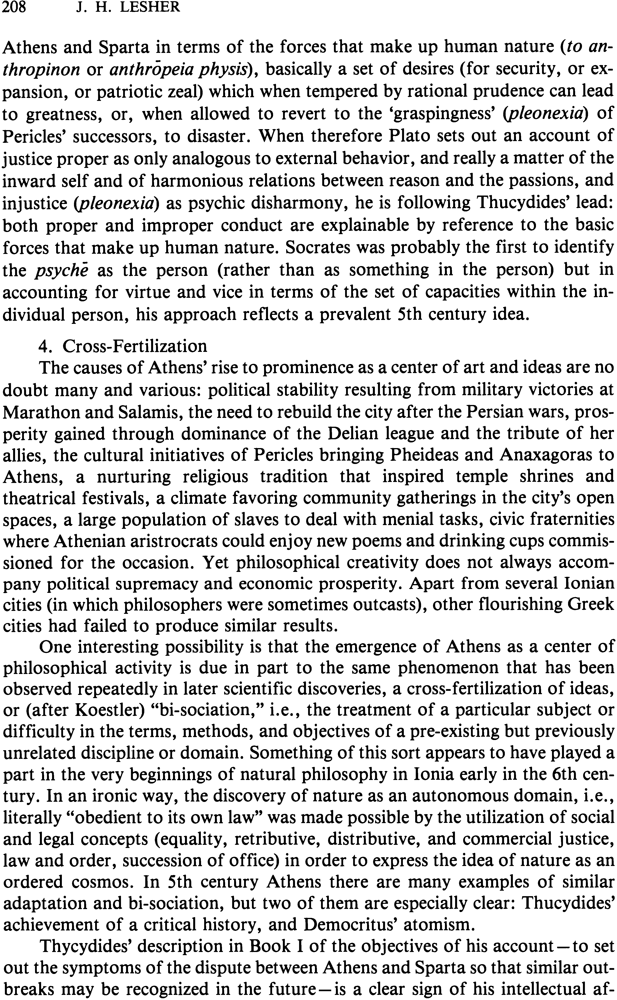 208 J. H. LESHER
Athens and Sparta in terms of the forces that make up human nature (to an-
thropinon or anthrōpeia physis), basically a set of desires (for security, or ex-
pansion, or patriotic zeal) which when tempered by rational prudence can lead
to greatness, or, when allowed to revert to the ‘graspingness’ (pleonexia) of
Pericles’ successors, to disaster. When therefore Plato sets out an account of
justice proper as only analogous to external behavior, and really a matter of the
inward self and of harmonious relations between reason and the passions, and
injustice (pleonexia) as psychic disharmony, he is following Thucydides’ lead:
both proper and improper conduct are explainable by reference to the basic
forces that make up human nature. Socrates was probably the first to identify
the psychē as the person (rather than as something in the person) but in
accounting for virtue and vice in terms of the set of capacities within the in-
dividual person, his approach reflects a prevalent 5th century idea.
4. Cross-Fertilization
The causes of Athens’ rise to prominence as a center of art and ideas are no
doubt many and various: political stability resulting from military victories at
Marathon and Salamis, the need to rebuild the city after the Persian wars, pros-
perity gained through dominance of the Delian league and the tribute of her
allies, the cultural initiatives of Pericles bringing Pheideas and Anaxagoras to
Athens, a nurturing religious tradition that inspired temple shrines and
theatrical festivals, a climate favoring community gatherings in the city’s open
spaces, a large population of slaves to deal with menial tasks, civic fraternities
where Athenian aristrocrats could enjoy new poems and drinking cups commis-
sioned for the occasion. Yet philosophical creativity does not always accom-
pany political supremacy and economic prosperity. Apart from several Ionian
cities (in which philosophers were sometimes outcasts), other flourishing Greek
cities had failed to produce similar results.
One interesting possibility is that the emergence of Athens as a center of
philosophical activity is due in part to the same phenomenon that has been
observed repeatedly in later scientific discoveries, a cross-fertilization of ideas,
or (after Koestler) “bi-sociation,” i.e., the treatment of a particular subject or
difficulty in the terms, methods, and objectives of a pre-existing but previously
unrelated discipline or domain. Something of this sort appears to have played a
part in the very beginnings of natural philosophy in Ionia early in the 6th cen-
tury. In an ironic way, the discovery of nature as an autonomous domain, i.e.,
literally “obedient to its own law” was made possible by the utilization of social
and legal concepts (equality, retributive, distributive, and commercial justice,
law and order, succession of office) in order to express the idea of nature as an
ordered cosmos. In 5th century Athens there are many examples of similar
adaptation and bi-sociation, but two of them are especially clear: Thucydides’
achievement of a critical history, and Democritus’ atomism.
Thycydides’ description in Book I of the objectives of his account—to set
out the symptoms of the dispute between Athens and Sparta so that similar out-
breaks may be recognized in the future—is a clear sign of his intellectual af-